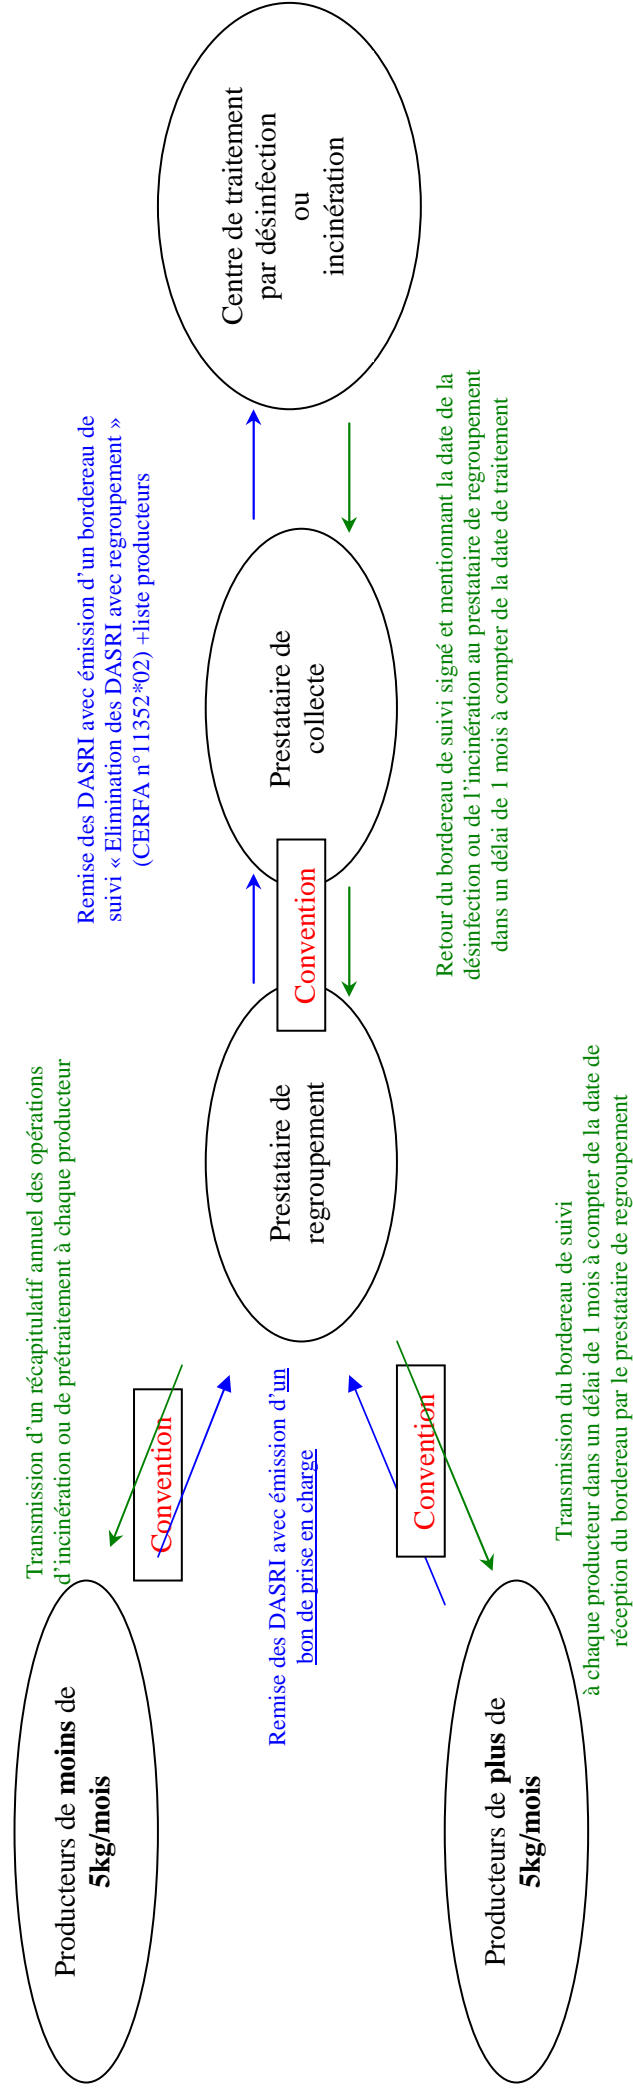 Producteurs de moins de
5kg/mois
Transmission d'un récapitulatif annuel des opérations
d'incinération ou de prétraitement à chaque producteur
Convention
Remise des DASRI avec émission d'un
bon de prise en charge
Convention
Producteurs de plus de
5kg/mois
Transmission du bordereau de suivi
à chaque producteur dans un délai de 1 mois à compter de la date de
réception du bordereau par le prestataire de regroupement
Prestataire de
regroupement
Convention
Prestataire de
collecte
Remise des DASRI avec émission d'un bordereau de
suivi « Elimination des DASRI avec regroupement »
(CERFA n°11352*02) +liste producteurs
Retour du bordereau de suivi signé et mentionnant la date de la
désinfection ou de l'incinération au prestataire de regroupement
dans un délai de 1 mois à compter de la date de traitement
Centre de traitement
par désinfection
ou
incinération